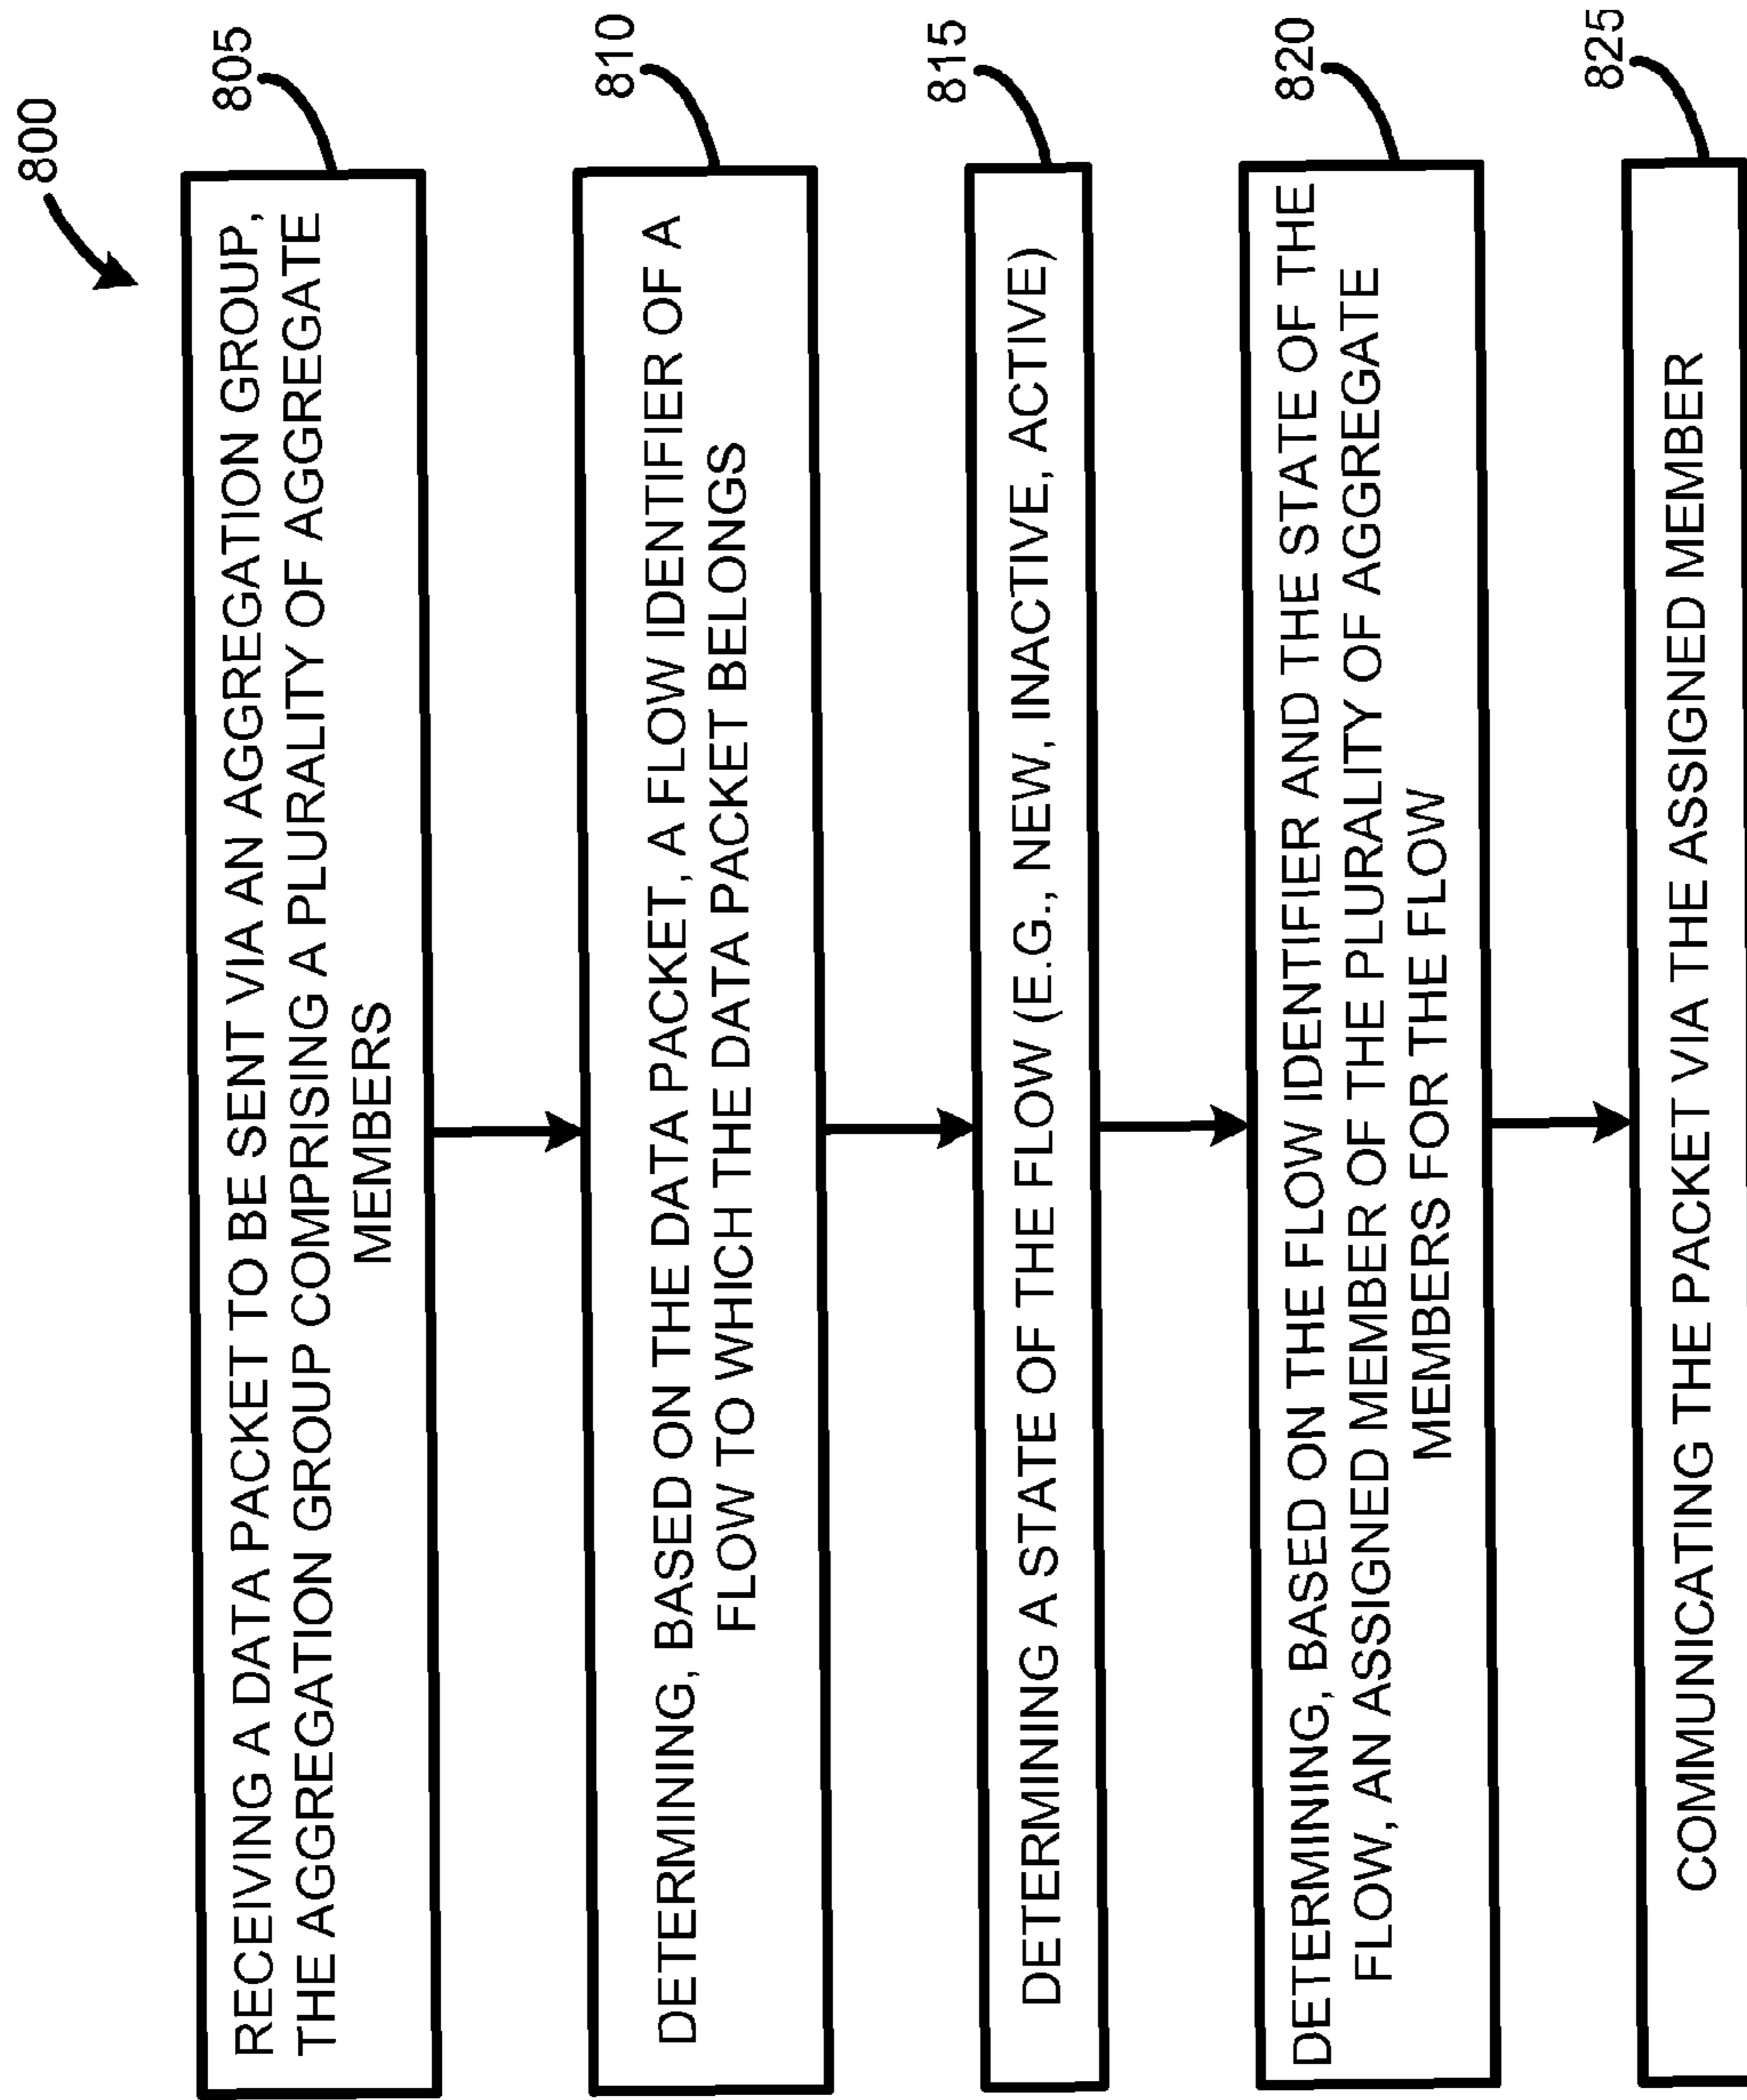 800
805
RECEIVING A DATA PACKET TO BE SENT VIA AN AGGREGATION GROUP,
THE AGGREGATION GROUP COMPRISING A PLURALITY OF AGGREGATE
MEMBERS
810
DETERMINING, BASED ON THE DATA PACKET, A FLOW IDENTIFIER OF A
FLOW TO WHICH THE DATA PACKET BELONGS
815
DETERMINING A STATE OF THE FLOW (E.G., NEW, INACTIVE, ACTIVE)
820
DETERMINING, BASED ON THE FLOW IDENTIFIER AND THE STATE OF THE
FLOW, AN ASSIGNED MEMBER OF THE PLURALITY OF AGGREGATE
MEMBERS FOR THE FLOW
825
COMMUNICATING THE PACKET VIA THE ASSIGNED MEMBER